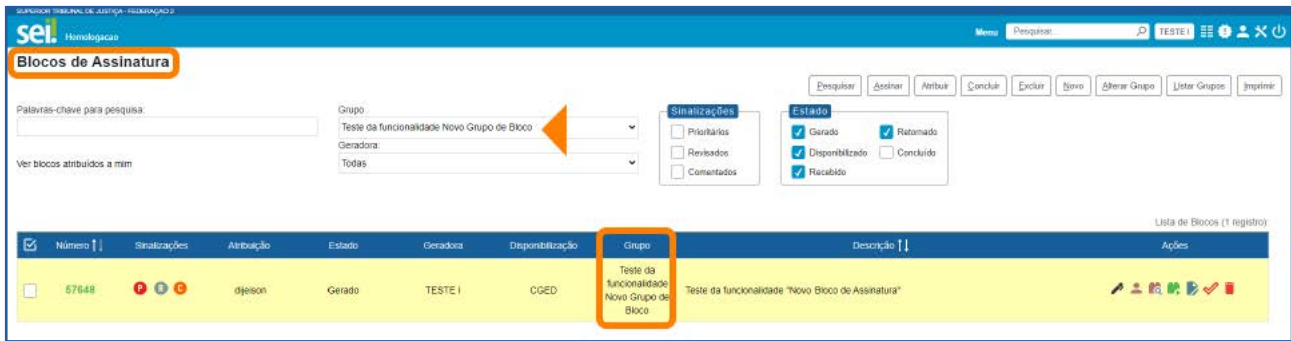 SUPERIOR TRIBUNAL DE JUSTIÇA - FEDERAÇÃO 2
sei. Homologacao
Menu Pesquisar... TESTE I
Blocos de Assinatura
Pesquisar Assinar Atribuir Concluir Excluir Novo Alterar Grupo Listar Grupos Imprimir
Palavras-chave para pesquisa:
Grupo
Teste da funcionalidade Novo Grupo de Bloco
Geradora:
Todas
Ver blocos atribuídos a mim
Sinalizações
Prioritários
Revisados
Comentados
Estado
Gerado Retornado
Disponibilizado Concluído
Recebido
Lista de Blocos (1 registro):
Número Sinalizações Atribuição Estado Geradora Disponibilização Grupo Descrição Ações
57648 P R C djeison Gerado TESTE I CGED
Teste da
funcionalidade
Novo Grupo de
Bloco
Teste da funcionalidade "Novo Bloco de Assinatura"